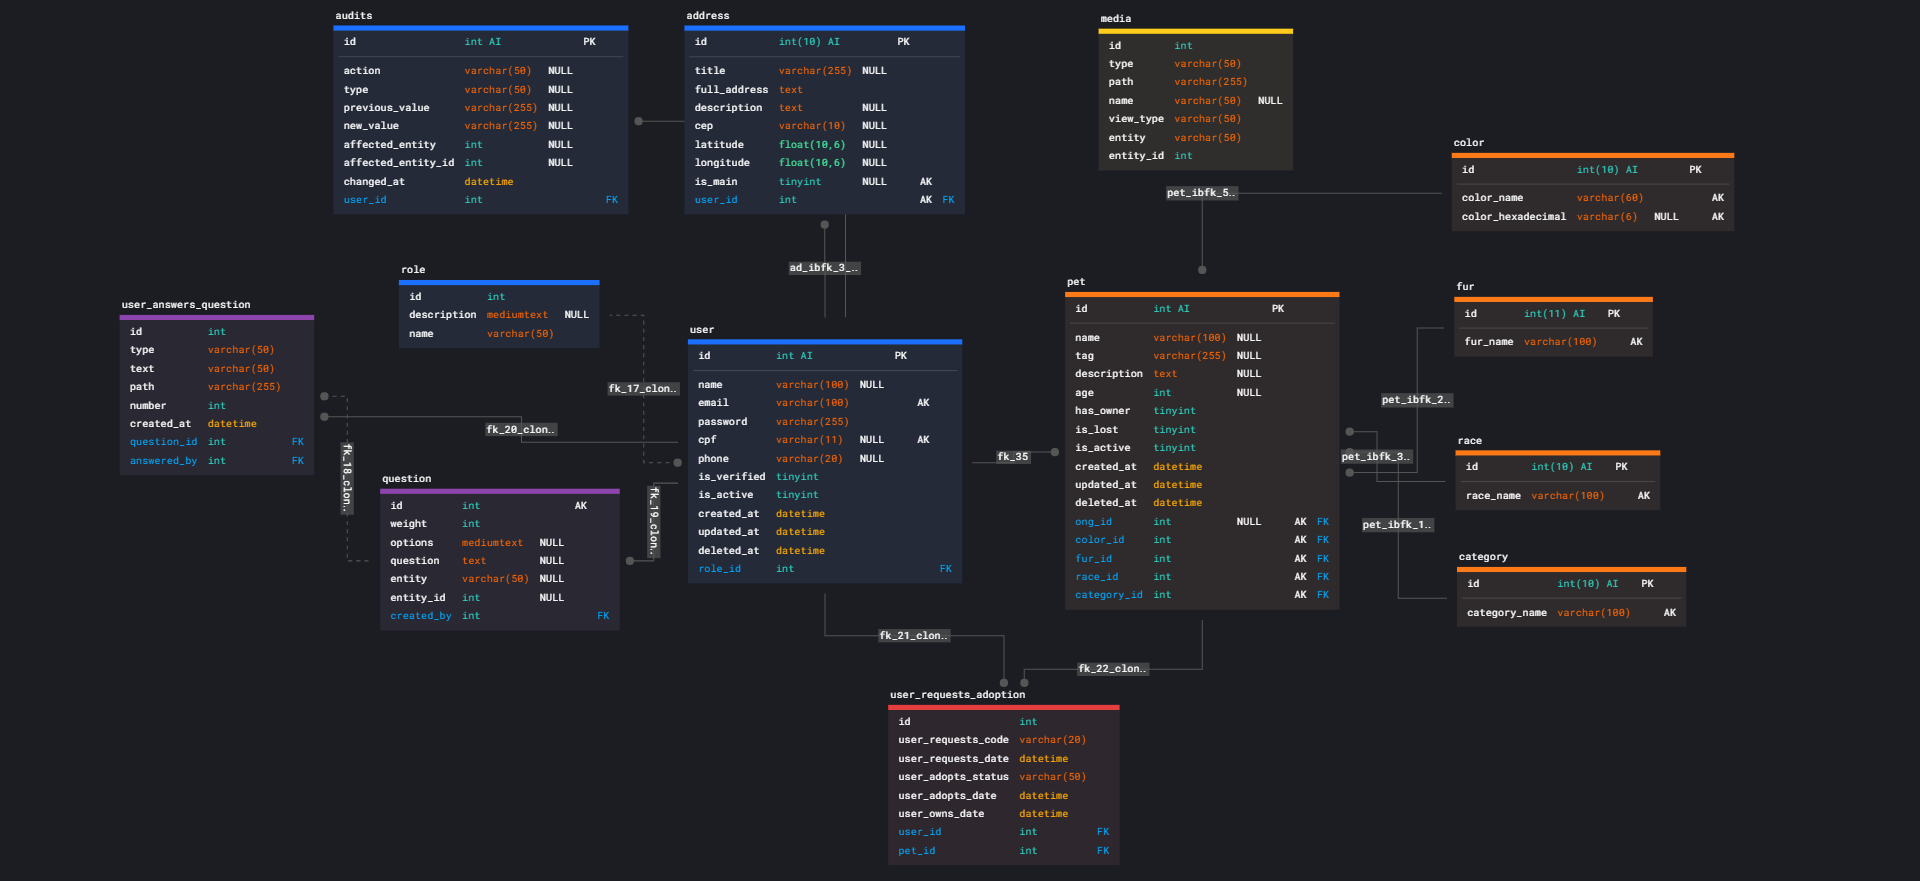 audits
id int AI PK
action varchar(50) NULL
type varchar(50) NULL
previous_value varchar(255) NULL
new_value varchar(255) NULL
affected_entity int NULL
affected_entity_id int NULL
changed_at datetime
user_id int FK
address
id int(10) AI PK
title varchar(255) NULL
full_address text
description text NULL
cep varchar(10) NULL
latitude float(10,6) NULL
longitude float(10,6) NULL
is_main tinyint NULL AK
user_id int AK FK
media
id int
type varchar(50)
path varchar(255)
name varchar(50) NULL
view_type varchar(50)
entity varchar(50)
entity_id int
color
id int(10) AI PK
color_name varchar(60) AK
color_hexadecimal varchar(6) NULL AK
pet_ibfk_5..
ad_ibfk_3_..
role
id int
description mediumtext NULL
name varchar(50)
user_answers_question
id int
type varchar(50)
text varchar(50)
path varchar(255)
number int
created_at datetime
question_id int FK
answered_by int FK
user
id int AI PK
name varchar(100) NULL
email varchar(100) AK
password varchar(255)
cpf varchar(11) NULL AK
phone varchar(20) NULL
is_verified tinyint
is_active tinyint
created_at datetime
updated_at datetime
deleted_at datetime
role_id int FK
pet
id int AI PK
name varchar(100) NULL
tag varchar(255) NULL
description text NULL
age int NULL
has_owner tinyint
is_lost tinyint
is_active tinyint
created_at datetime
updated_at datetime
deleted_at datetime
ong_id int NULL AK FK
color_id int AK FK
fur_id int AK FK
race_id int AK FK
category_id int AK FK
fur
id int(11) AI PK
fur_name varchar(100) AK
fk_17_clon..
pet_ibfk_2..
fk_20_clon..
fk_18_clon..
fk_35
pet_ibfk_3..
race
id int(10) AI PK
race_name varchar(100) AK
question
id int AK
weight int
options mediumtext NULL
question text NULL
entity varchar(50) NULL
entity_id int NULL
created_by int FK
fk_19_clon..
pet_ibfk_1..
category
id int(10) AI PK
category_name varchar(100) AK
fk_21_clon..
fk_22_clon..
user_requests_adoption
id int
user_requests_code varchar(20)
user_requests_date datetime
user_adopts_status varchar(50)
user_adopts_date datetime
user_owns_date datetime
user_id int FK
pet_id int FK